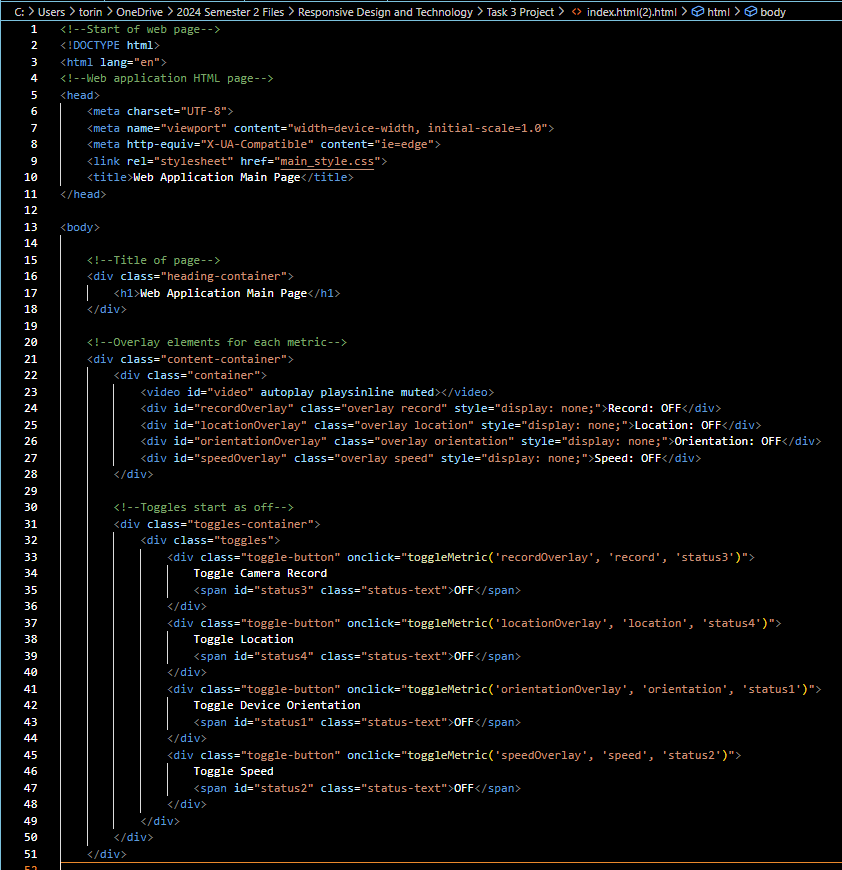 C: > Users > torin > OneDrive > 2024 Semester 2 Files > Responsive Design and Technology > Task 3 Project > <> index.html(2).html > html > body
1 <!--Start of web page-->
2 <!DOCTYPE html>
3 <html lang="en">
4 <!--Web application HTML page-->
5 <head>
6     <meta charset="UTF-8">
7     <meta name="viewport" content="width=device-width, initial-scale=1.0">
8     <meta http-equiv="X-UA-Compatible" content="ie=edge">
9     <link rel="stylesheet" href="main_style.css">
10     <title>Web Application Main Page</title>
11 </head>
12
13 <body>
14
15     <!--Title of page-->
16     <div class="heading-container">
17         <h1>Web Application Main Page</h1>
18     </div>
19
20     <!--Overlay elements for each metric-->
21     <div class="content-container">
22         <div class="container">
23             <video id="video" autoplay playsinline muted></video>
24             <div id="recordOverlay" class="overlay record" style="display: none;">Record: OFF</div>
25             <div id="locationOverlay" class="overlay location" style="display: none;">Location: OFF</div>
26             <div id="orientationOverlay" class="overlay orientation" style="display: none;">Orientation: OFF</div>
27             <div id="speedOverlay" class="overlay speed" style="display: none;">Speed: OFF</div>
28         </div>
29
30         <!--Toggles start as off-->
31         <div class="toggles-container">
32             <div class="toggles">
33                 <div class="toggle-button" onclick="toggleMetric('recordOverlay', 'record', 'status3')">
34                     Toggle Camera Record
35                     <span id="status3" class="status-text">OFF</span>
36                 </div>
37                 <div class="toggle-button" onclick="toggleMetric('locationOverlay', 'location', 'status4')">
38                     Toggle Location
39                     <span id="status4" class="status-text">OFF</span>
40                 </div>
41                 <div class="toggle-button" onclick="toggleMetric('orientationOverlay', 'orientation', 'status1')">
42                     Toggle Device Orientation
43                     <span id="status1" class="status-text">OFF</span>
44                 </div>
45                 <div class="toggle-button" onclick="toggleMetric('speedOverlay', 'speed', 'status2')">
46                     Toggle Speed
47                     <span id="status2" class="status-text">OFF</span>
48                 </div>
49             </div>
50         </div>
51     </div>
52